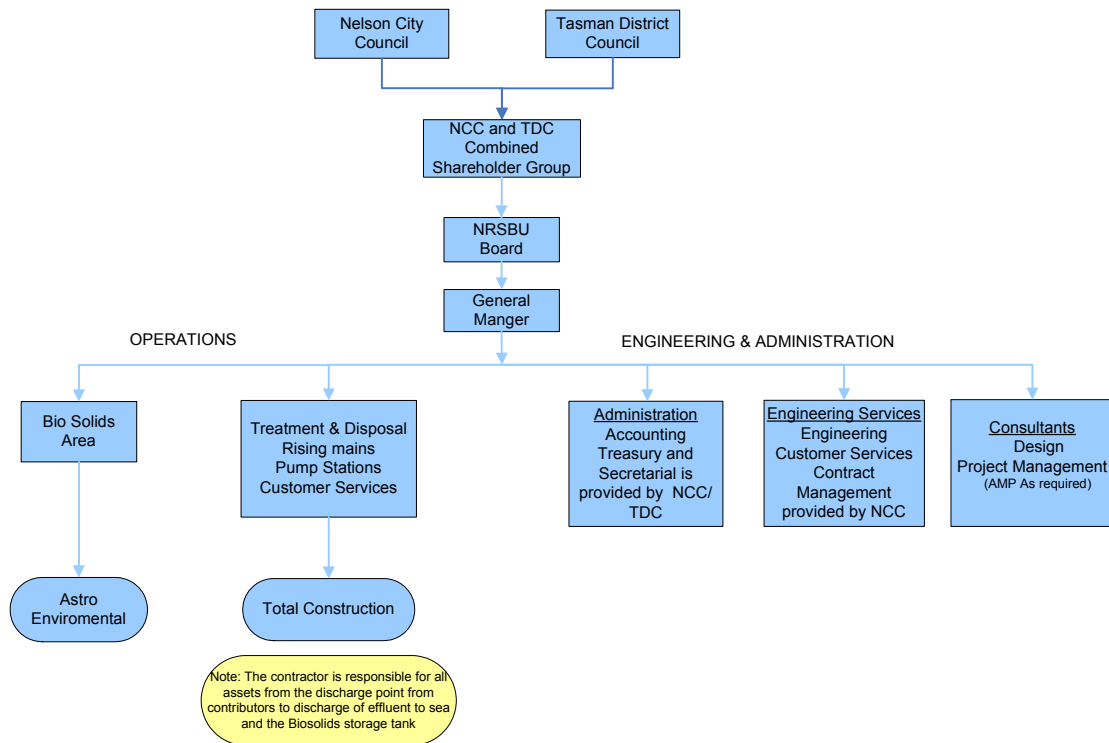 Nelson City
Council
Tasman District
Council
NCC and TDC
Combined
Shareholder Group
NRSBU
Board
General
Manger
OPERATIONS
ENGINEERING & ADMINISTRATION
Bio Solids
Area
Treatment & Disposal
Rising mains
Pump Stations
Customer Services
Administration
Accounting
Treasury and
Secretarial is
provided by NCC/
TDC
Engineering Services
Engineering
Customer Services
Contract
Management
provided by NCC
Consultants
Design
Project Management
(AMP As required)
Astro
Enviromental
Total Construction
Note: The contractor is responsible for all
assets from the discharge point from
contributors to discharge of effluent to sea
and the Biosolids storage tank